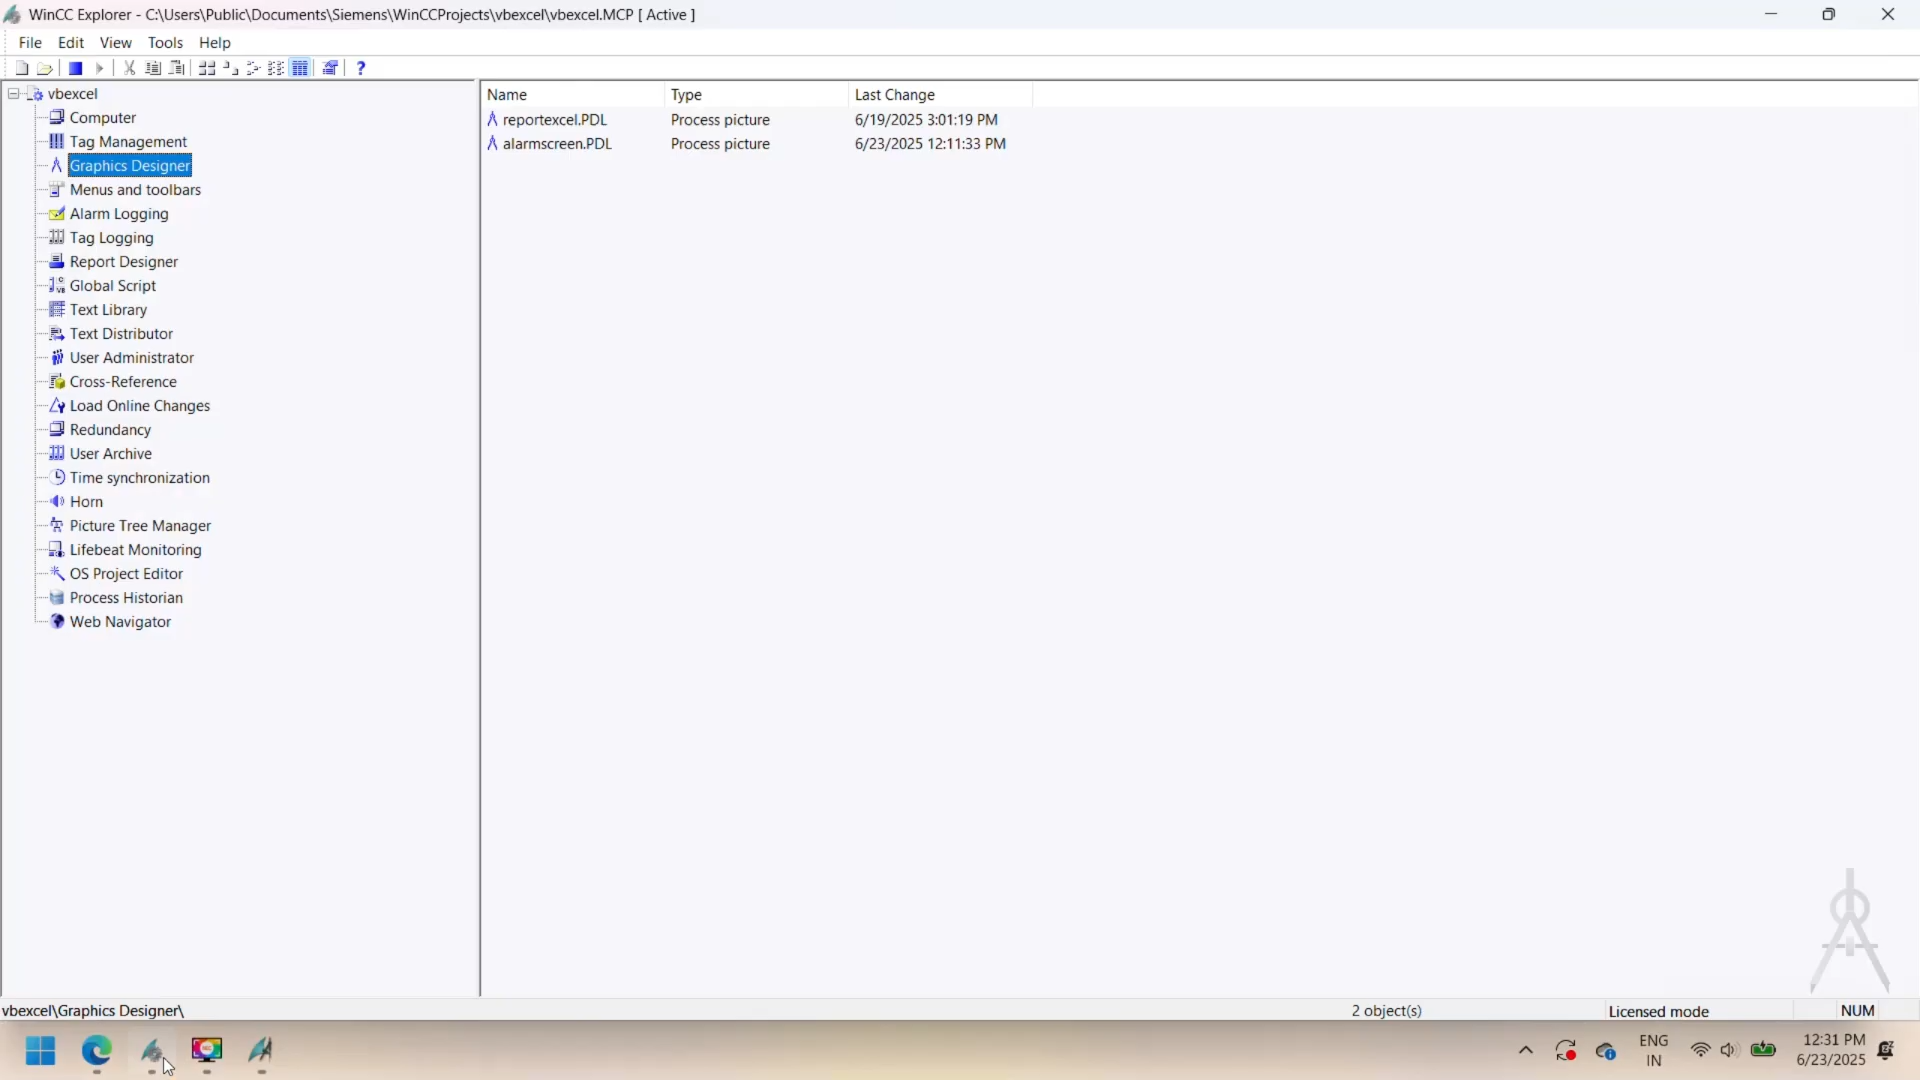 WinCC Explorer - C:\Users\Public\Documents\Siemens\WinCCProjects\vbexcel\vbexcel.MCP [ Active ]
File Edit View Tools Help
vbexcel
Computer
Tag Management
Graphics Designer
Menus and toolbars
Alarm Logging
Tag Logging
Report Designer
Global Script
Text Library
Text Distributor
User Administrator
Cross-Reference
Load Online Changes
Redundancy
User Archive
Time synchronization
Horn
Picture Tree Manager
Lifebeat Monitoring
OS Project Editor
Process Historian
Web Navigator
Name Type Last Change
reportexcel.PDL Process picture 6/19/2025 3:01:19 PM
alarmscreen.PDL Process picture 6/23/2025 12:11:33 PM
vbexcel\Graphics Designer\ 2 object(s) Licensed mode NUM
ENG
IN
12:31 PM
6/23/2025